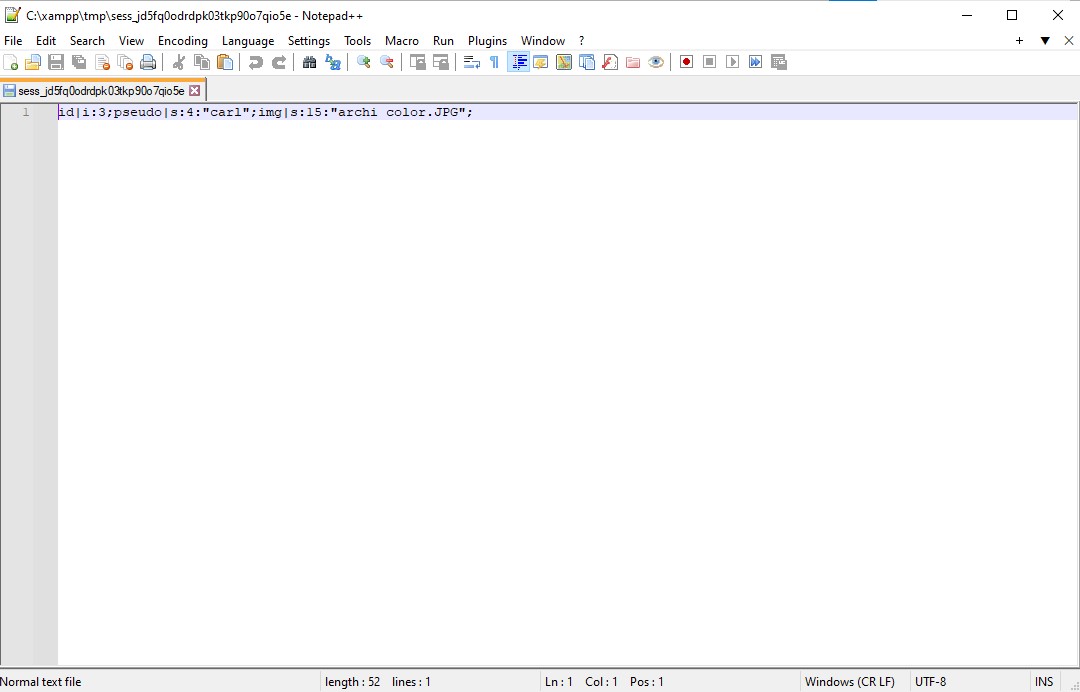 C:\xampp\tmp\sess_jd5fq0odrdpk03tkp90o7qio5e - Notepad++
File Edit Search View Encoding Language Settings Tools Macro Run Plugins Window ?
sess_jd5fq0odrdpk03tkp90o7qio5e
1 id|i:3;pseudo|s:4:"carl";img|s:15:"archi color.JPG";
Normal text file length : 52 lines : 1 Ln : 1 Col : 1 Pos : 1 Windows (CR LF) UTF-8 INS